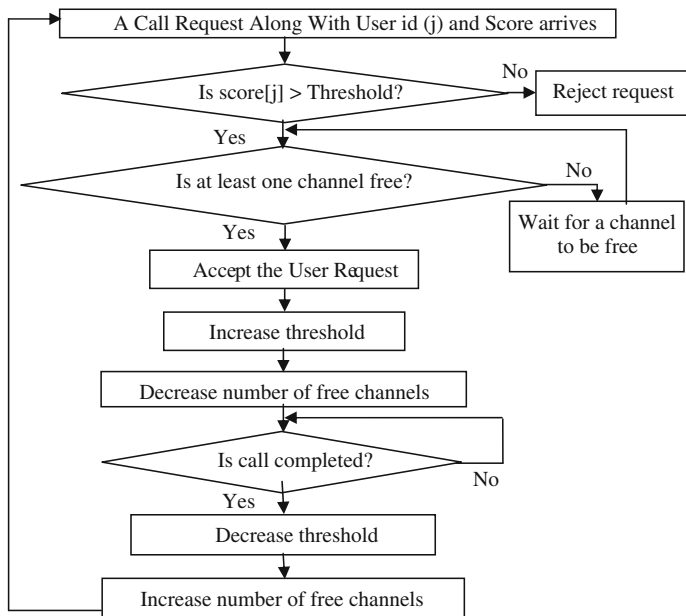 A Call Request Along With User id (j) and Score arrives
Is score[j] > Threshold?
No
Reject request
Yes
Is at least one channel free?
No
Wait for a channel
to be free
Yes
Accept the User Request
Increase threshold
Decrease number of free channels
Is call completed?
No
Yes
Decrease threshold
Increase number of free channels